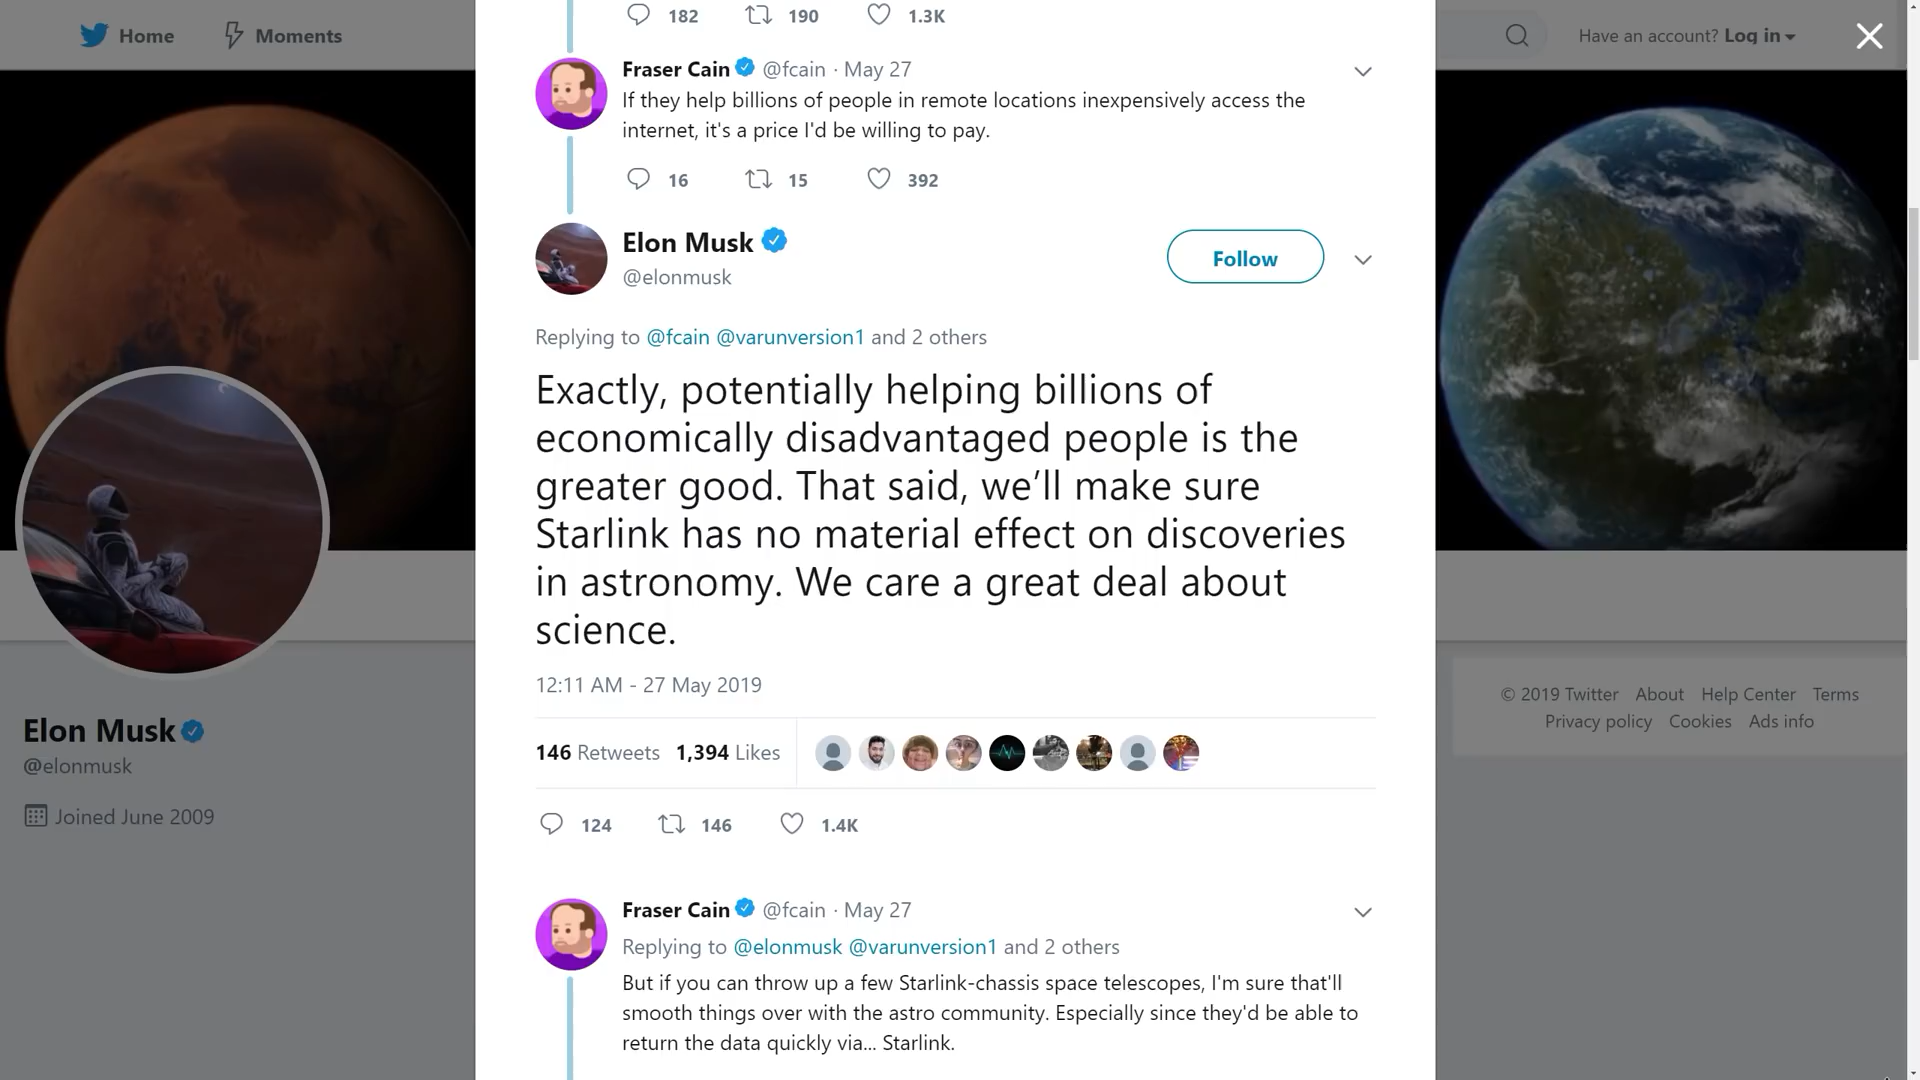 Home Moments
Have an account? Log in
182 190 1.3K
Fraser Cain @fcain · May 27
If they help billions of people in remote locations inexpensively access the
internet, it's a price I'd be willing to pay.
16 15 392
Elon Musk
@elonmusk
Follow
Replying to @fcain @varunversion1 and 2 others
Exactly, potentially helping billions of
economically disadvantaged people is the
greater good. That said, we’ll make sure
Starlink has no material effect on discoveries
in astronomy. We care a great deal about
science.
12:11 AM - 27 May 2019
146 Retweets 1,394 Likes
124 146 1.4K
Fraser Cain @fcain · May 27
Replying to @elonmusk @varunversion1 and 2 others
But if you can throw up a few Starlink-chassis space telescopes, I'm sure that'll
smooth things over with the astro community. Especially since they'd be able to
return the data quickly via... Starlink.
Elon Musk
@elonmusk
Joined June 2009
© 2019 Twitter About Help Center Terms
Privacy policy Cookies Ads info